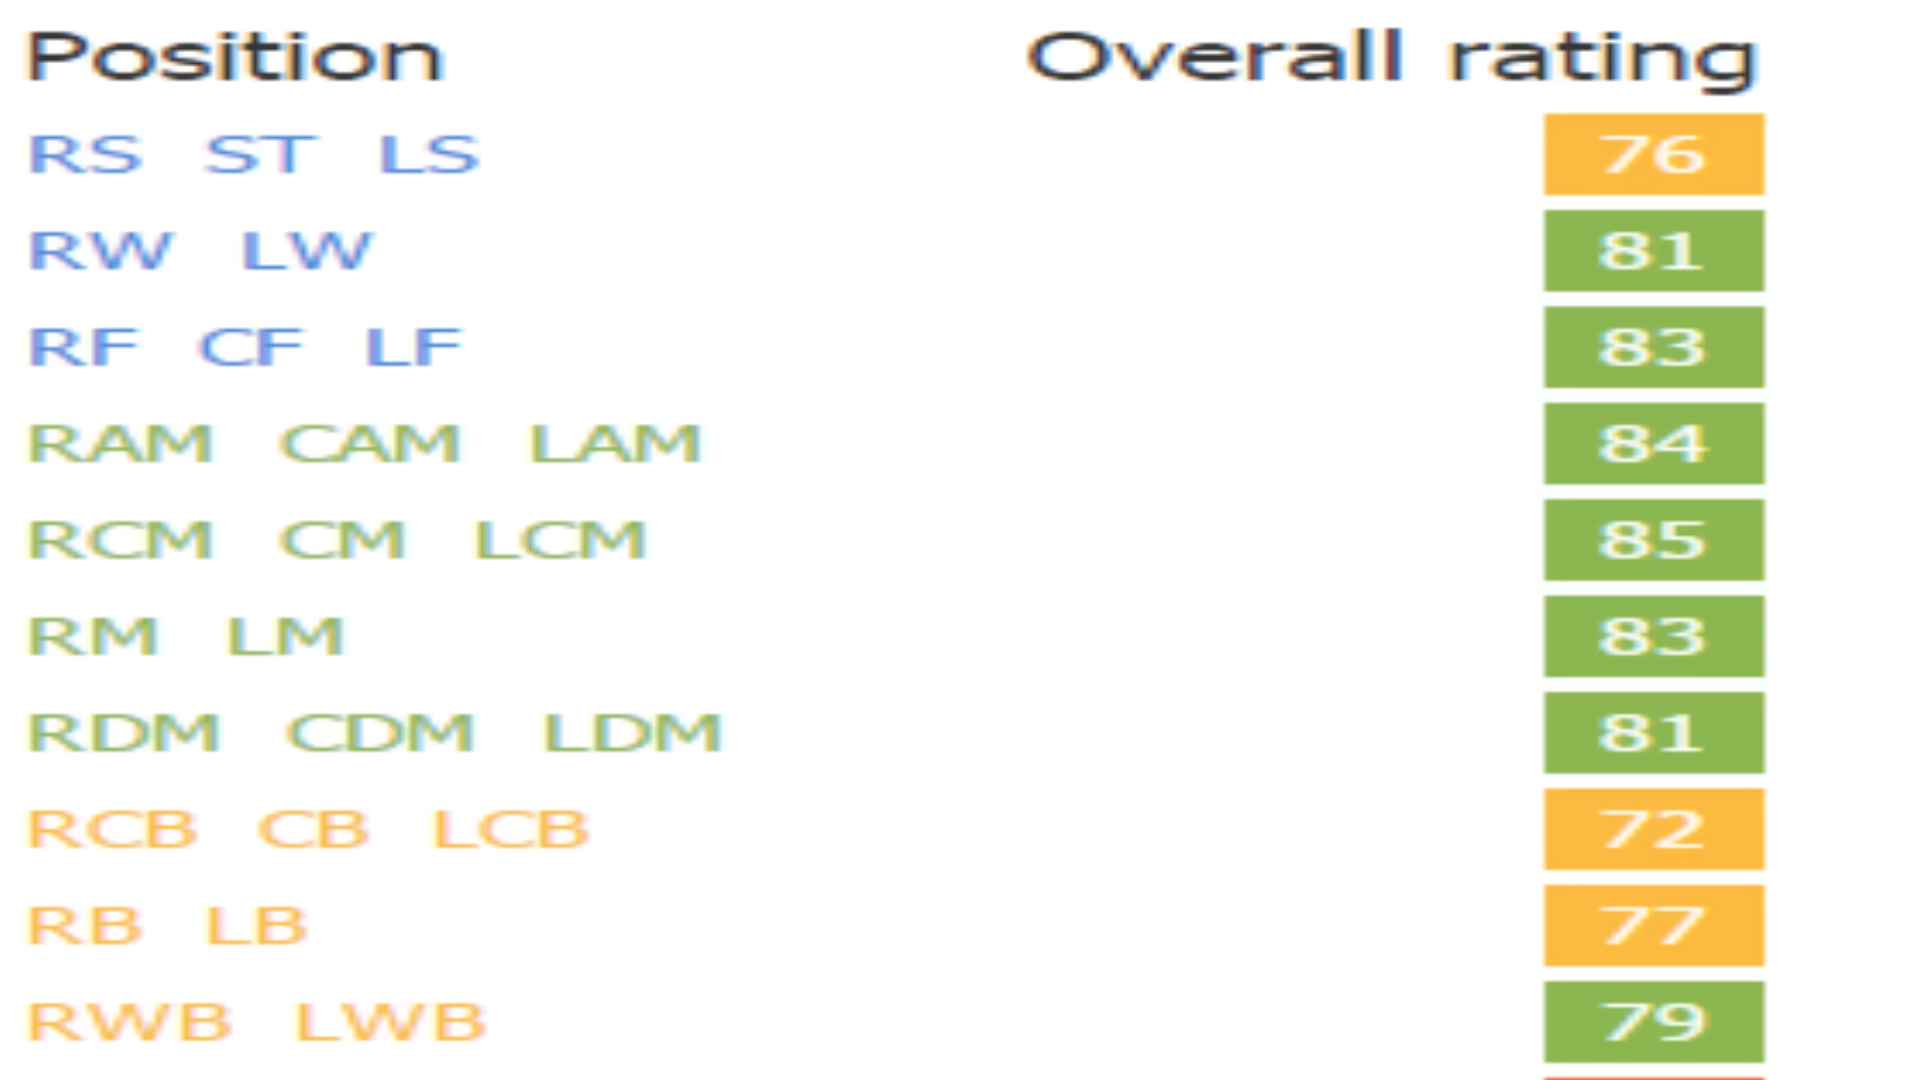 Position Overall rating
RS ST LS 76
RW LW 81
RF CF LF 83
RAM CAM LAM 84
RCM CM LCM 85
RM LM 83
RDM CDM LDM 81
RCB CB LCB 72
RB LB 77
RWB LWB 79